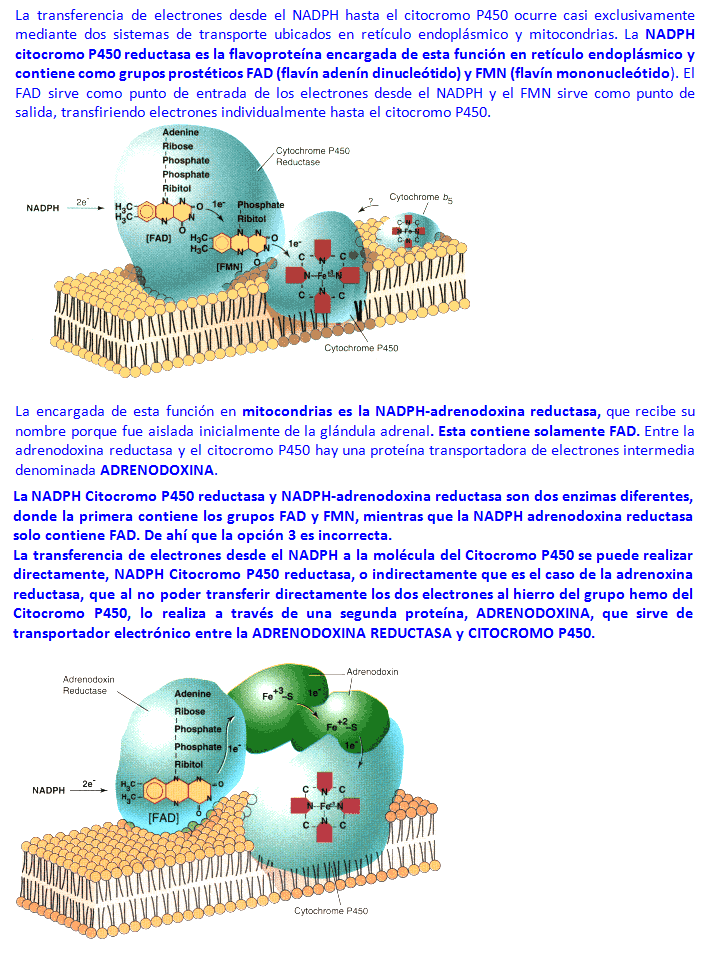 La transferencia de electrones desde el NADPH hasta el citocromo P450 ocurre casi exclusivamente
mediante dos sistemas de transporte ubicados en retículo endoplásmico y mitocondrias. La NADPH
citocromo P450 reductasa es la flavoproteína encargada de esta función en retículo endoplásmico y
contiene como grupos prostéticos FAD (flavín adenín dinucleótido) y FMN (flavín mononucleótido). El
FAD sirve como punto de entrada de los electrones desde el NADPH y el FMN sirve como punto de
salida, transfiriendo electrones individualmente hasta el citocromo P450.
Adenine
Ribose
Phosphate
Phosphate
Ribitol
Cytochrome P450
Reductase
NADPH
2e⁻
H₃C
H₃C
N
N
O
N
N
O
[FAD]
1e⁻
Phosphate
Ribitol
H₃C
H₃C
N
N
O
N
N
O
[FMN]
1e⁻
?
Cytochrome b₅
C N C
N-Fe-N
C N C
C N C
N-Fe⁺³-N
C N C
Cytochrome P450
La encargada de esta función en mitocondrias es la NADPH-adrenodoxina reductasa, que recibe su
nombre porque fue aislada inicialmente de la glándula adrenal. Esta contiene solamente FAD. Entre la
adrenodoxina reductasa y el citocromo P450 hay una proteína transportadora de electrones intermedia
denominada ADRENODOXINA.
La NADPH Citocromo P450 reductasa y NADPH-adrenodoxina reductasa son dos enzimas diferentes,
donde la primera contiene los grupos FAD y FMN, mientras que la NADPH adrenodoxina reductasa
solo contiene FAD. De ahí que la opción 3 es incorrecta.
La transferencia de electrones desde el NADPH a la molécula del Citocromo P450 se puede realizar
directamente, NADPH Citocromo P450 reductasa, o indirectamente que es el caso de la adrenoxina
reductasa, que al no poder transferir directamente los dos electrones al hierro del grupo hemo del
Citocromo P450, lo realiza a través de una segunda proteína, ADRENODOXINA, que sirve de
transportador electrónico entre la ADRENODOXINA REDUCTASA y CITOCROMO P450.
Adrenodoxin
Reductase
Adrenodoxin
Adenine
Ribose
Phosphate
Phosphate
Ribitol
Fe⁺³-S
1e⁻
Fe⁺²-S
1e⁻
1e⁻
NADPH
2e⁻
H₃C
H₃C
N
N
O
N
N
O
[FAD]
C N C
N-Fe⁺³-N
C N C
Cytochrome P450